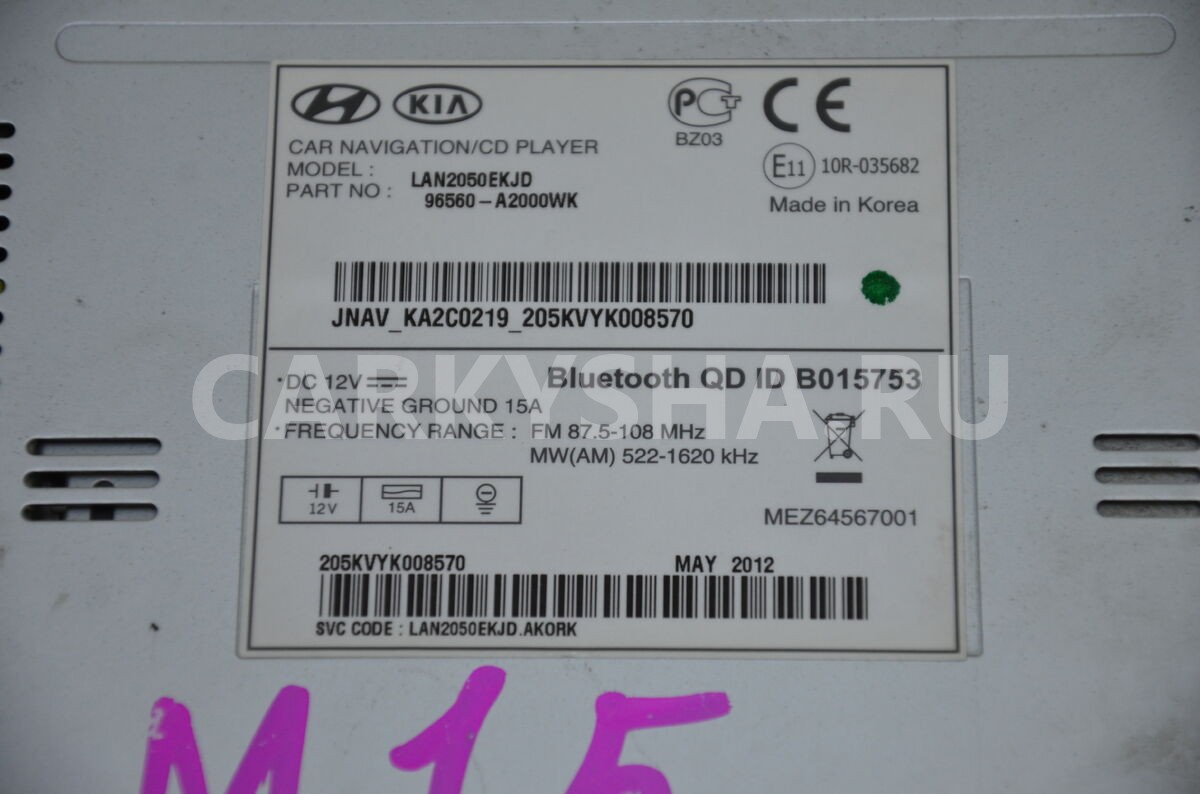 KIA
CAR NAVIGATION/CD PLAYER
MODEL : LAN2050EKJD
PART NO : 96560-A2000WK
PCT
BZ03
CE
E11 10R-035682
Made in Korea
JNAV_KA2C0219_205KVYK008570
CARKYSHA.RU
·DC 12V
NEGATIVE GROUND 15A
·FREQUENCY RANGE : FM 87.5-108 MHz
MW(AM) 522-1620 kHz
Bluetooth QD ID B015753
12V 15A
MEZ64567001
205KVYK008570 MAY 2012
SVC CODE : LAN2050EKJD.AKORK
M15